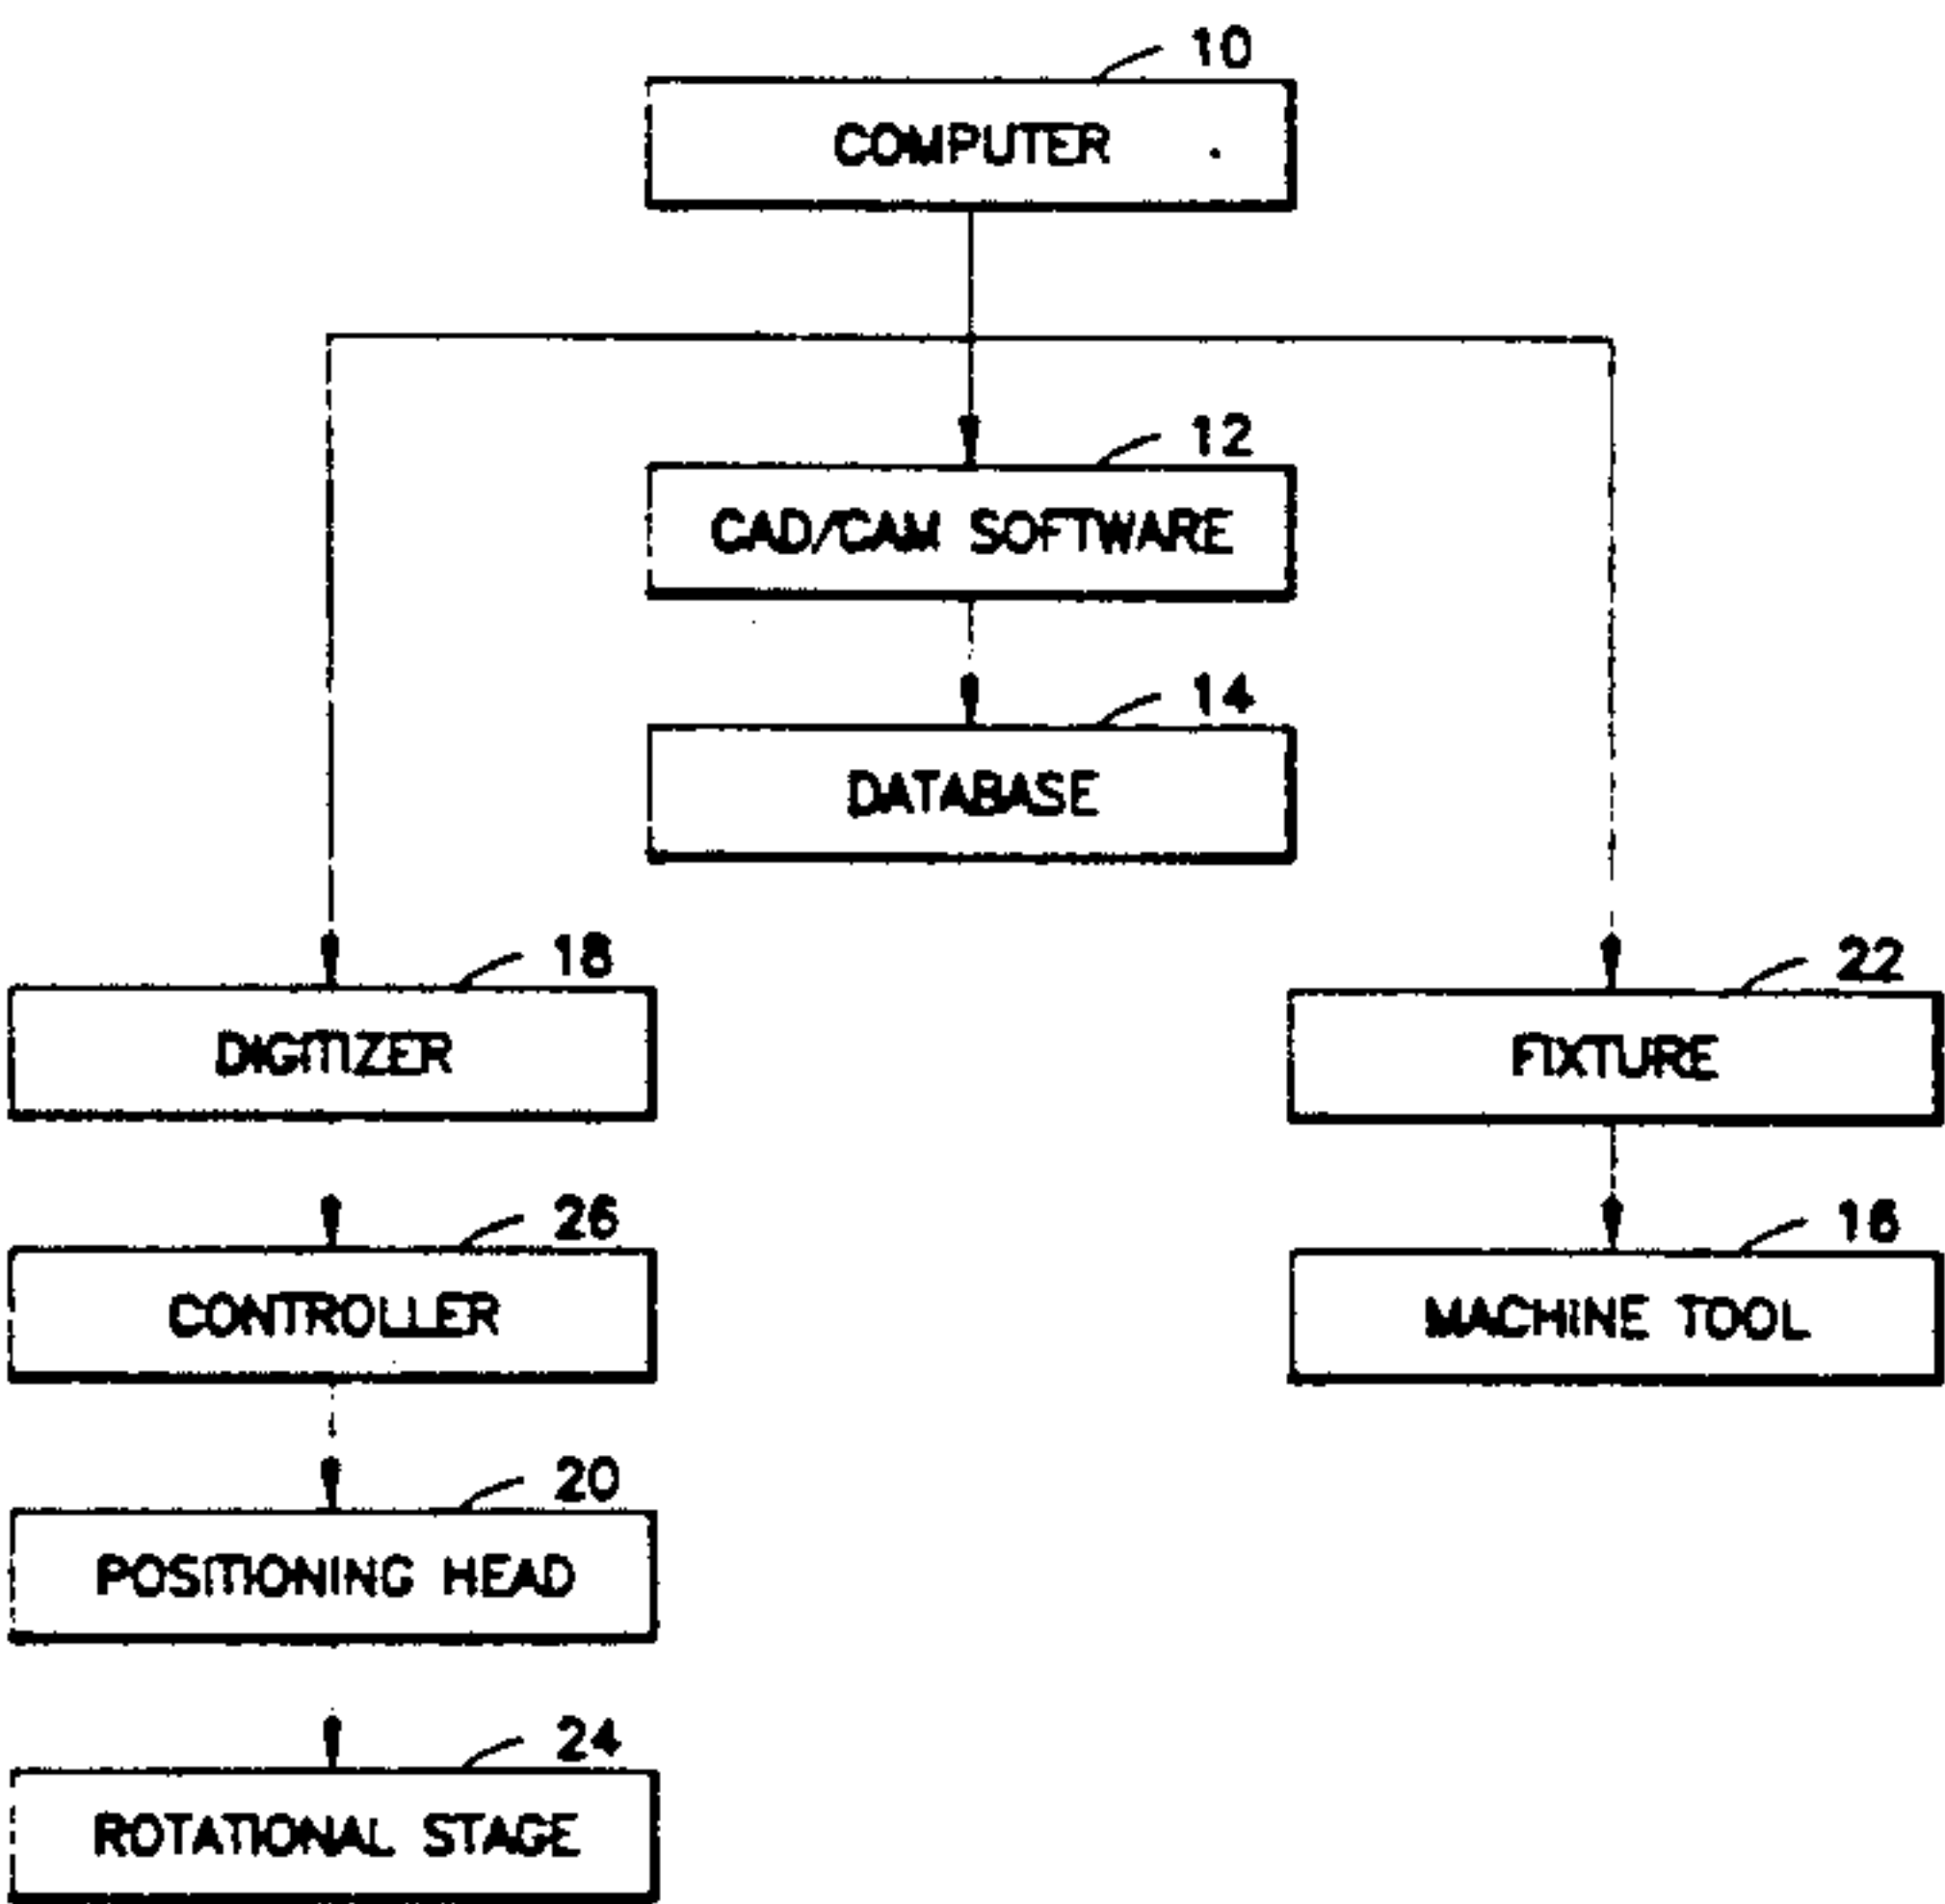 10
COMPUTER
12
CAD/CAM SOFTWARE
14
DATABASE
18
DIGITIZER
22
FIXTURE
26
CONTROLLER
16
MACHINE TOOL
20
POSITIONING HEAD
24
ROTATIONAL STAGE